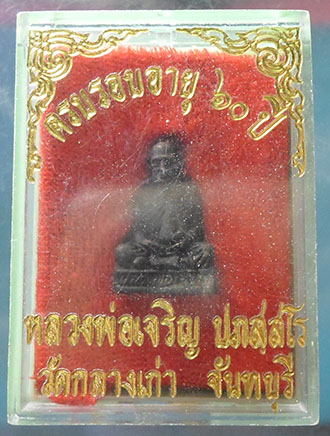 ครบรอบอายุ ๖๐ ปี
หลวงพ่อเจริญ ปภสฺสโร
วัดกลางเก่า จันทบุรี